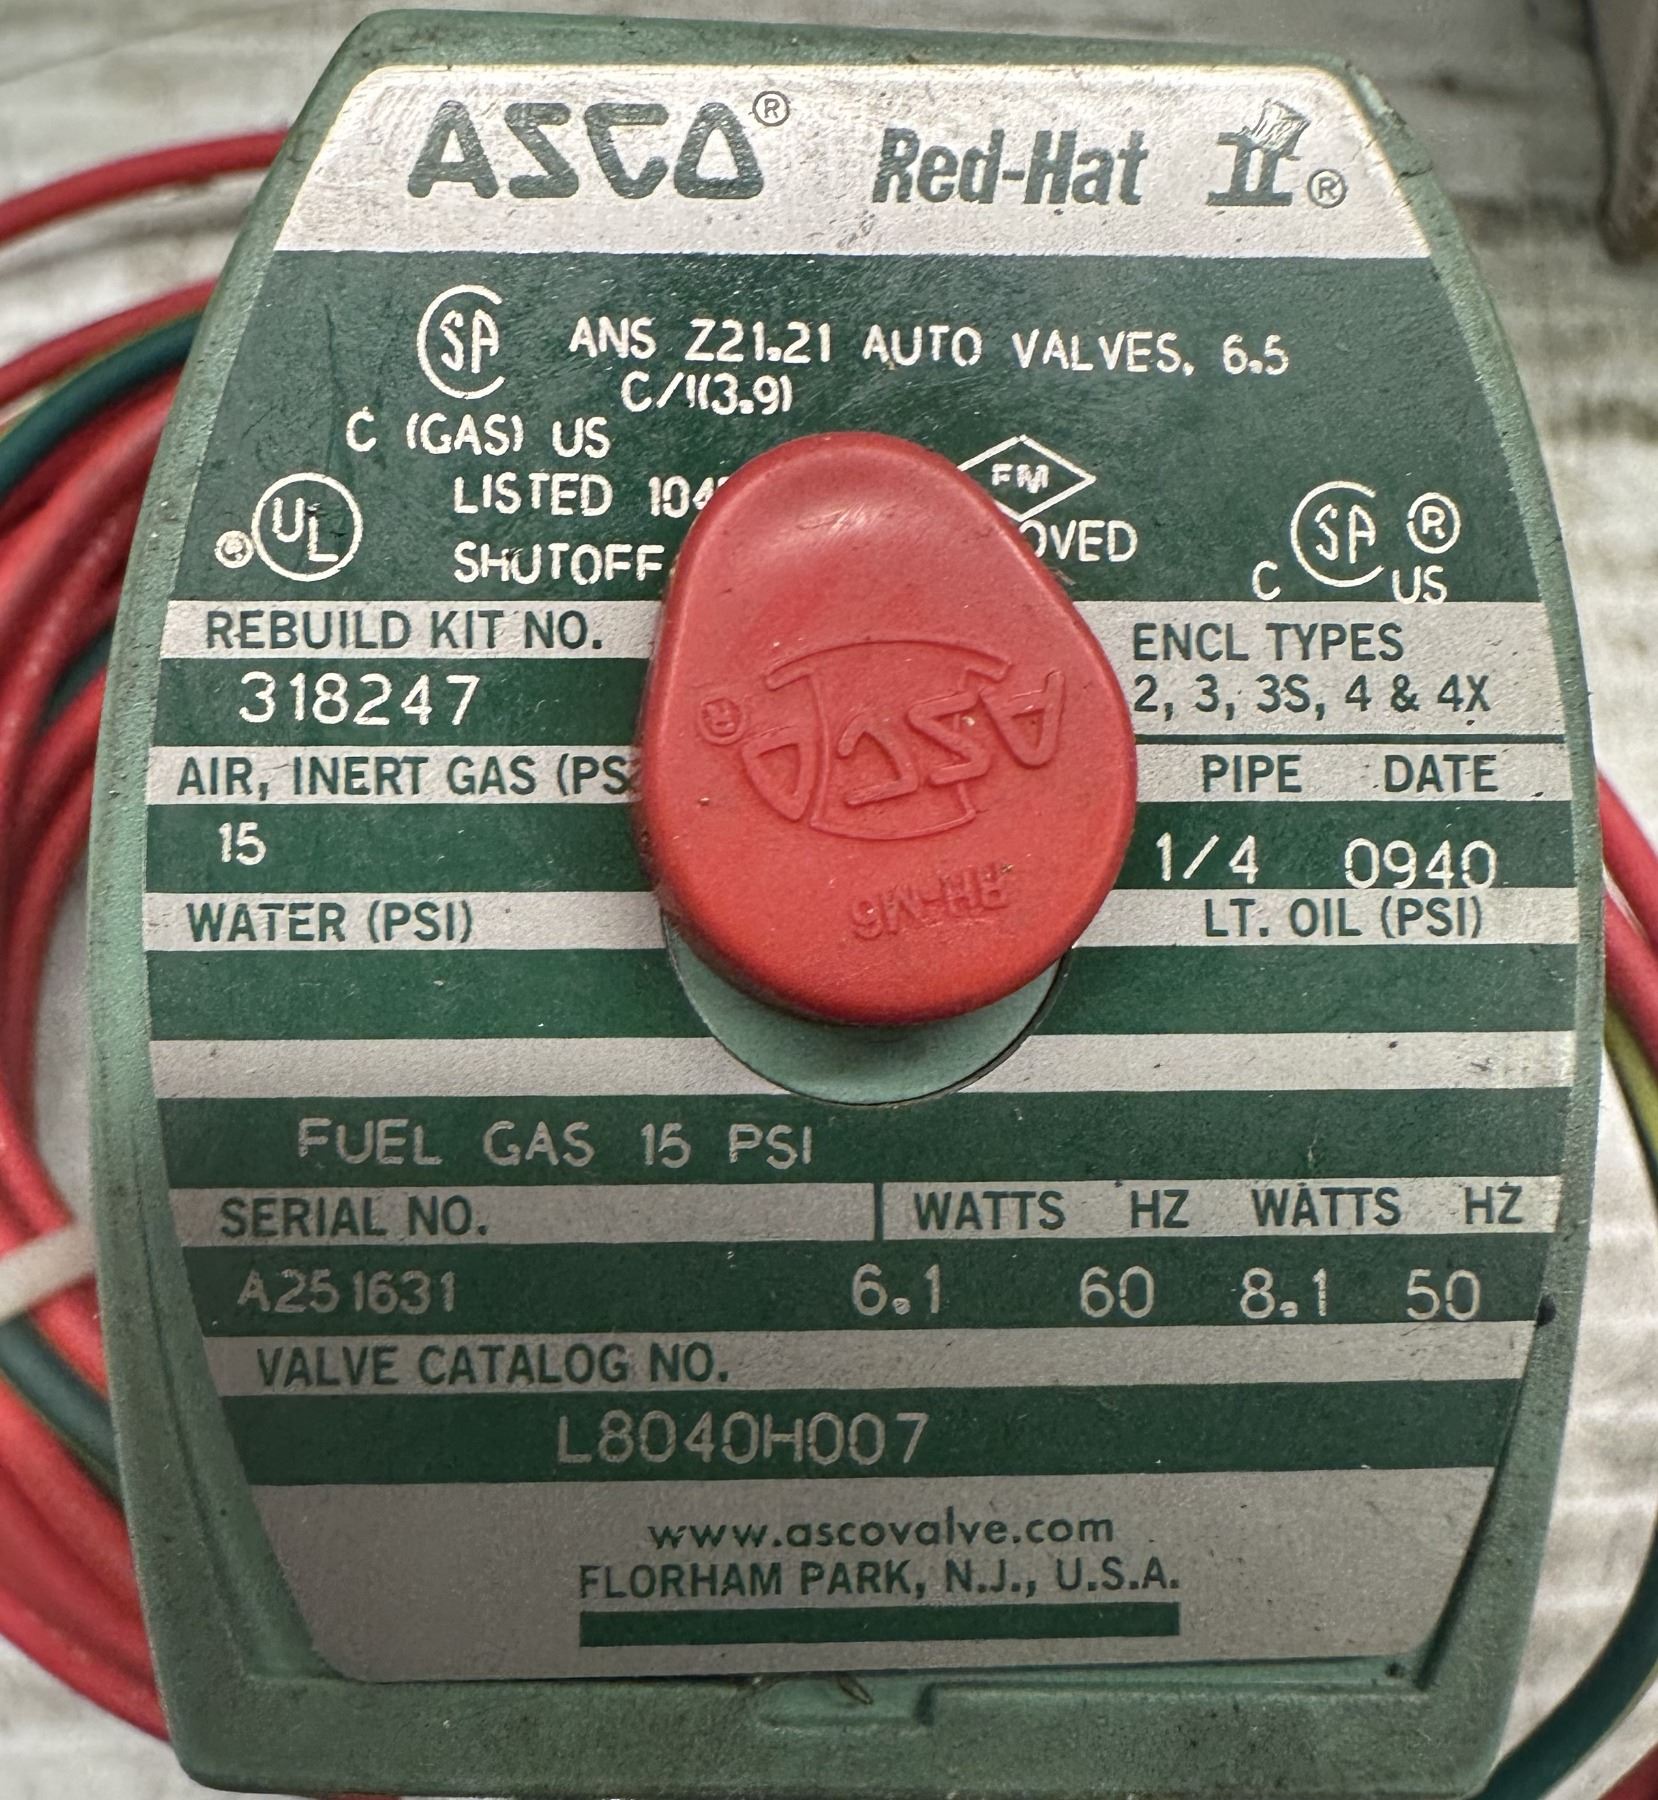 ASCO® Red-Hat II®
SA ANS Z21.21 AUTO VALVES, 6.5
C/I(3.9)
C (GAS) US
LISTED FM
UL® SHUTOFF C SA® US
REBUILD KIT NO. ENCL TYPES
318247 2, 3, 3S, 4 & 4X
AIR, INERT GAS PIPE DATE
15 1/4 0940
WATER (PSI) LT. OIL (PSI)
ASCO®
FUEL GAS 15 PSI
SERIAL NO. WATTS HZ WATTS HZ
A251631 6.1 60 8.1 50
VALVE CATALOG NO.
L8040H007
www.ascovalve.com
FLORHAM PARK, N.J., U.S.A.